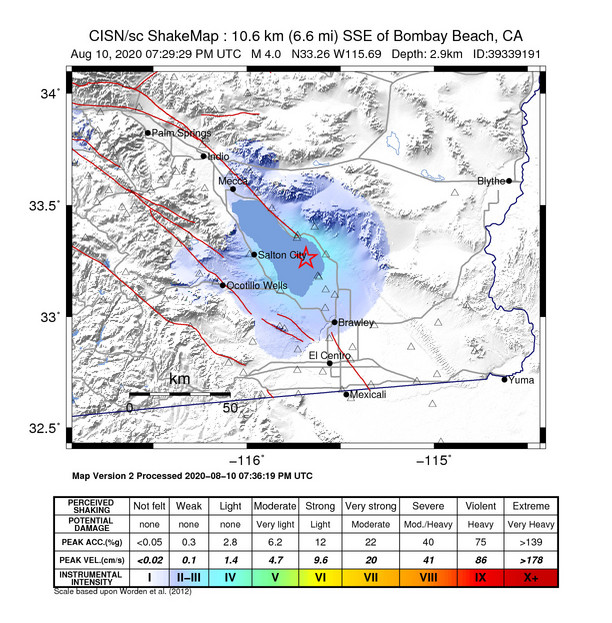 CISN/sc ShakeMap : 10.6 km (6.6 mi) SSE of Bombay Beach, CA
Aug 10, 2020 07:29:29 PM UTC M 4.0 N33.26 W115.69 Depth: 2.9km ID:39339191
34°
Palm Springs
Indio
Mecca
Blythe
33.5°
Salton City
Ocotillo Wells
33°
Brawley
El Centro
km
Yuma
0 50
Mexicali
32.5°
−116° −115°
Map Version 2 Processed 2020−08−10 07:36:19 PM UTC
PERCEIVED SHAKING Not felt Weak Light Moderate Strong Very strong Severe Violent Extreme
POTENTIAL DAMAGE none none none Very light Light Moderate Mod./Heavy Heavy Very Heavy
PEAK ACC.(%g) <0.05 0.3 2.8 6.2 12 22 40 75 >139
PEAK VEL.(cm/s) <0.02 0.1 1.4 4.7 9.6 20 41 86 >178
INSTRUMENTAL INTENSITY I II−III IV V VI VII VIII IX X+
Scale based upon Worden et al. (2012)